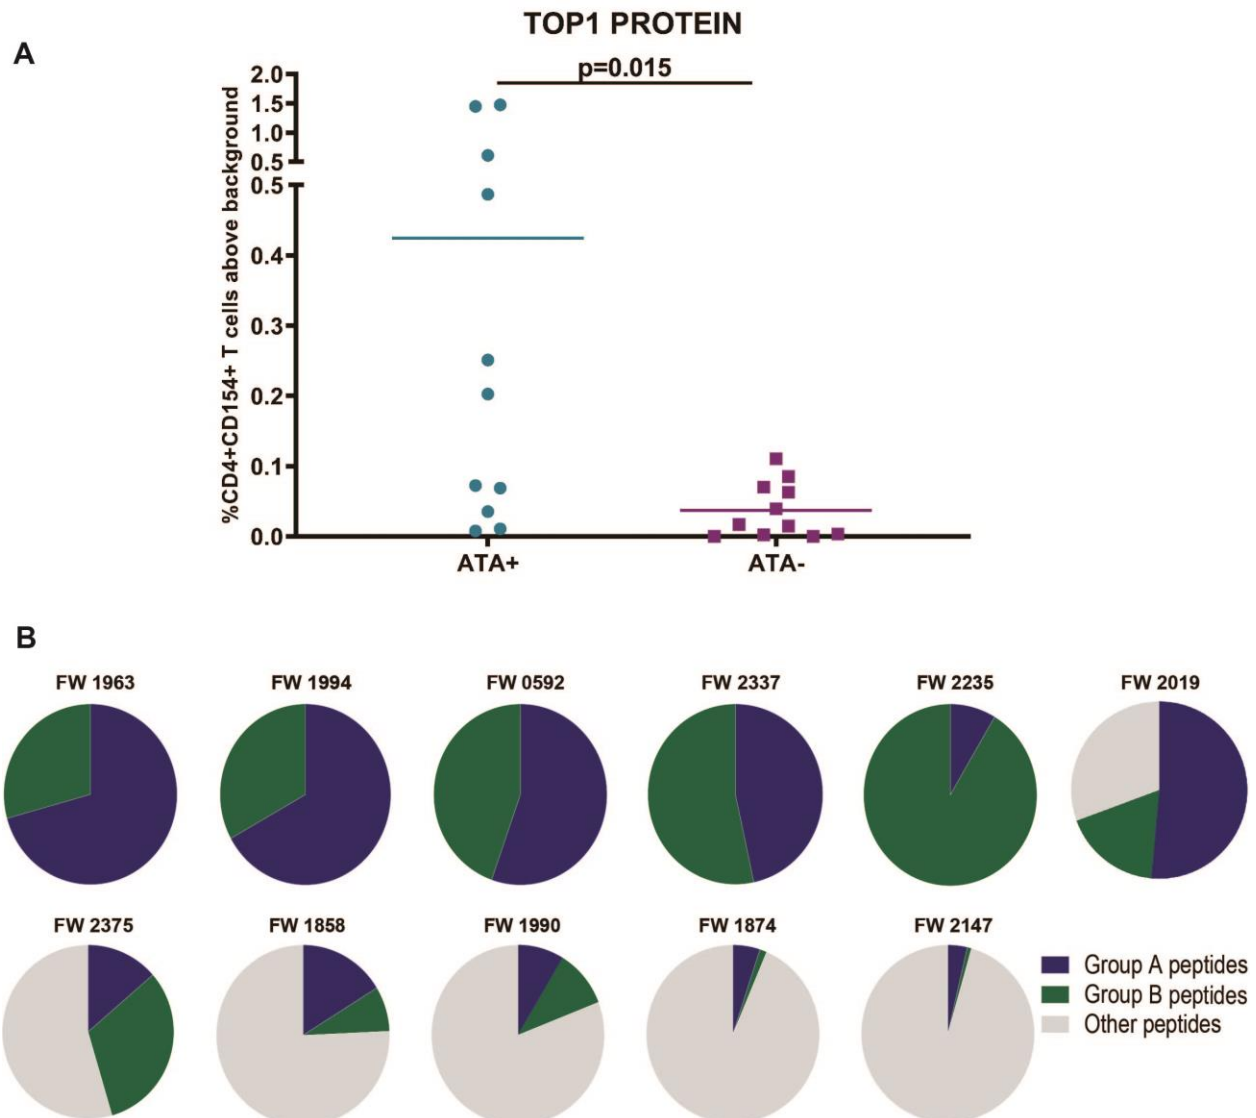 TOP1 PROTEIN
A
p=0.015
%CD4+CD154+ T cells above background
2.0
1.5
1.0
0.5
0.5
0.4
0.3
0.2
0.1
0.0
ATA+ ATA-
B
FW 1963 FW 1994 FW 0592 FW 2337 FW 2235 FW 2019
FW 2375 FW 1858 FW 1990 FW 1874 FW 2147
Group A peptides
Group B peptides
Other peptides